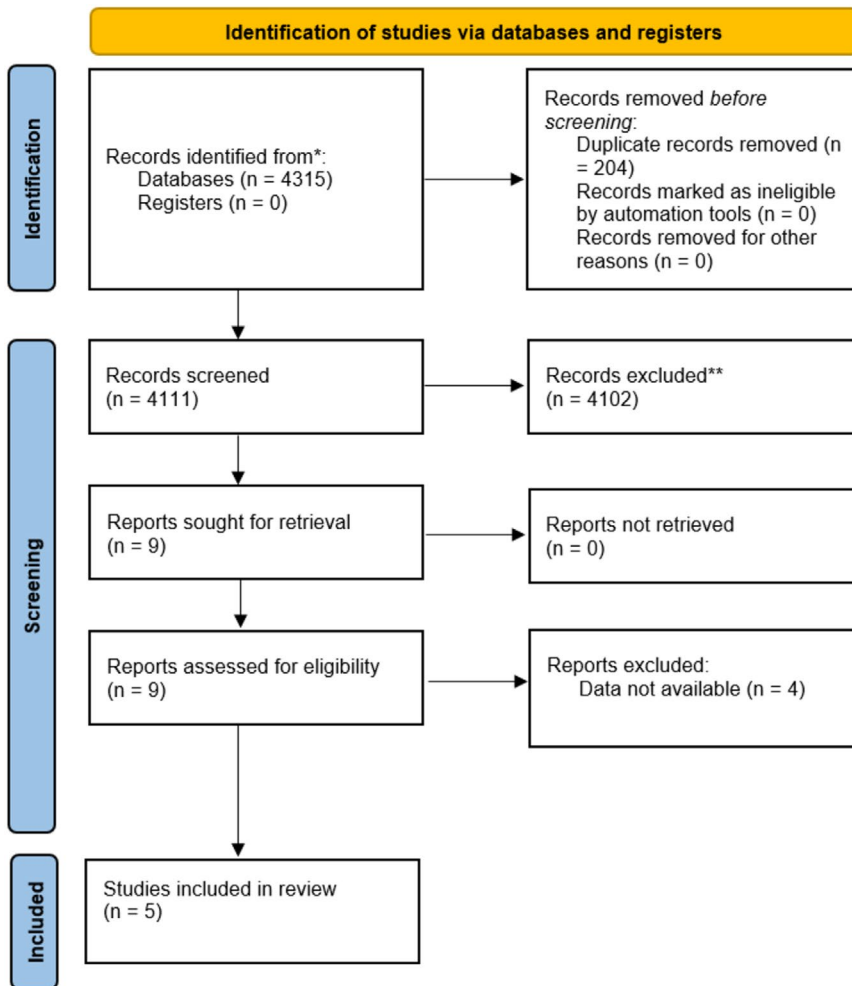 Identification of studies via databases and registers
Identification
Records identified from*:
Databases (n = 4315)
Registers (n = 0)
Records removed before
screening:
Duplicate records removed (n
= 204)
Records marked as ineligible
by automation tools (n = 0)
Records removed for other
reasons (n = 0)
Screening
Records screened
(n = 4111)
Records excluded**
(n = 4102)
Reports sought for retrieval
(n = 9)
Reports not retrieved
(n = 0)
Reports assessed for eligibility
(n = 9)
Reports excluded:
Data not available (n = 4)
Included
Studies included in review
(n = 5)